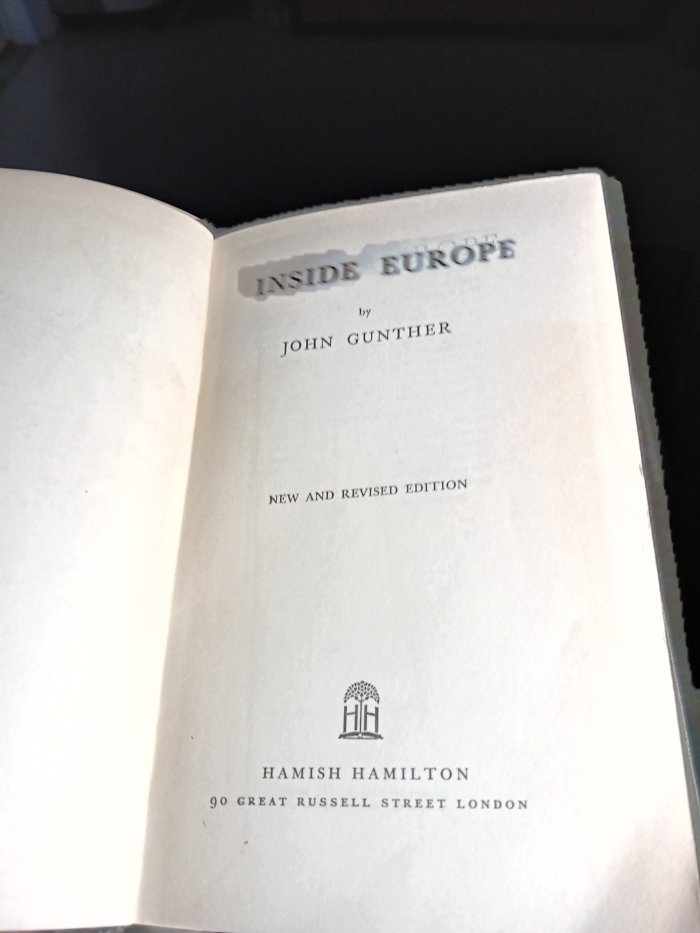 INSIDE EUROPE
by
JOHN GUNTHER
NEW AND REVISED EDITION
HH
HAMISH HAMILTON
90 GREAT RUSSELL STREET LONDON